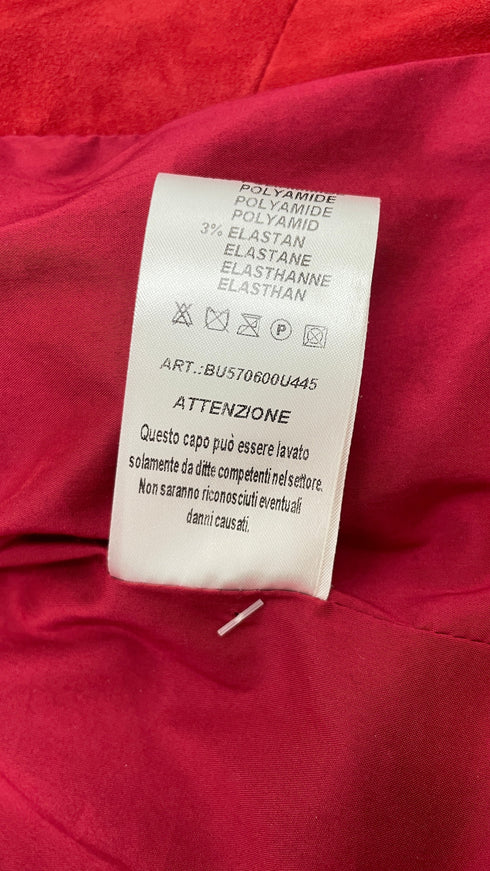 POLYAMIDE
POLYAMIDE
POLYAMID
3% ELASTAN
ELASTANE
ELASTHANNE
ELASTHAN
P
ART.:BU570600U445
ATTENZIONE
Questo capo può essere lavato
solamente da ditte competenti nel settore.
Non saranno riconosciuti eventuali
danni causati.